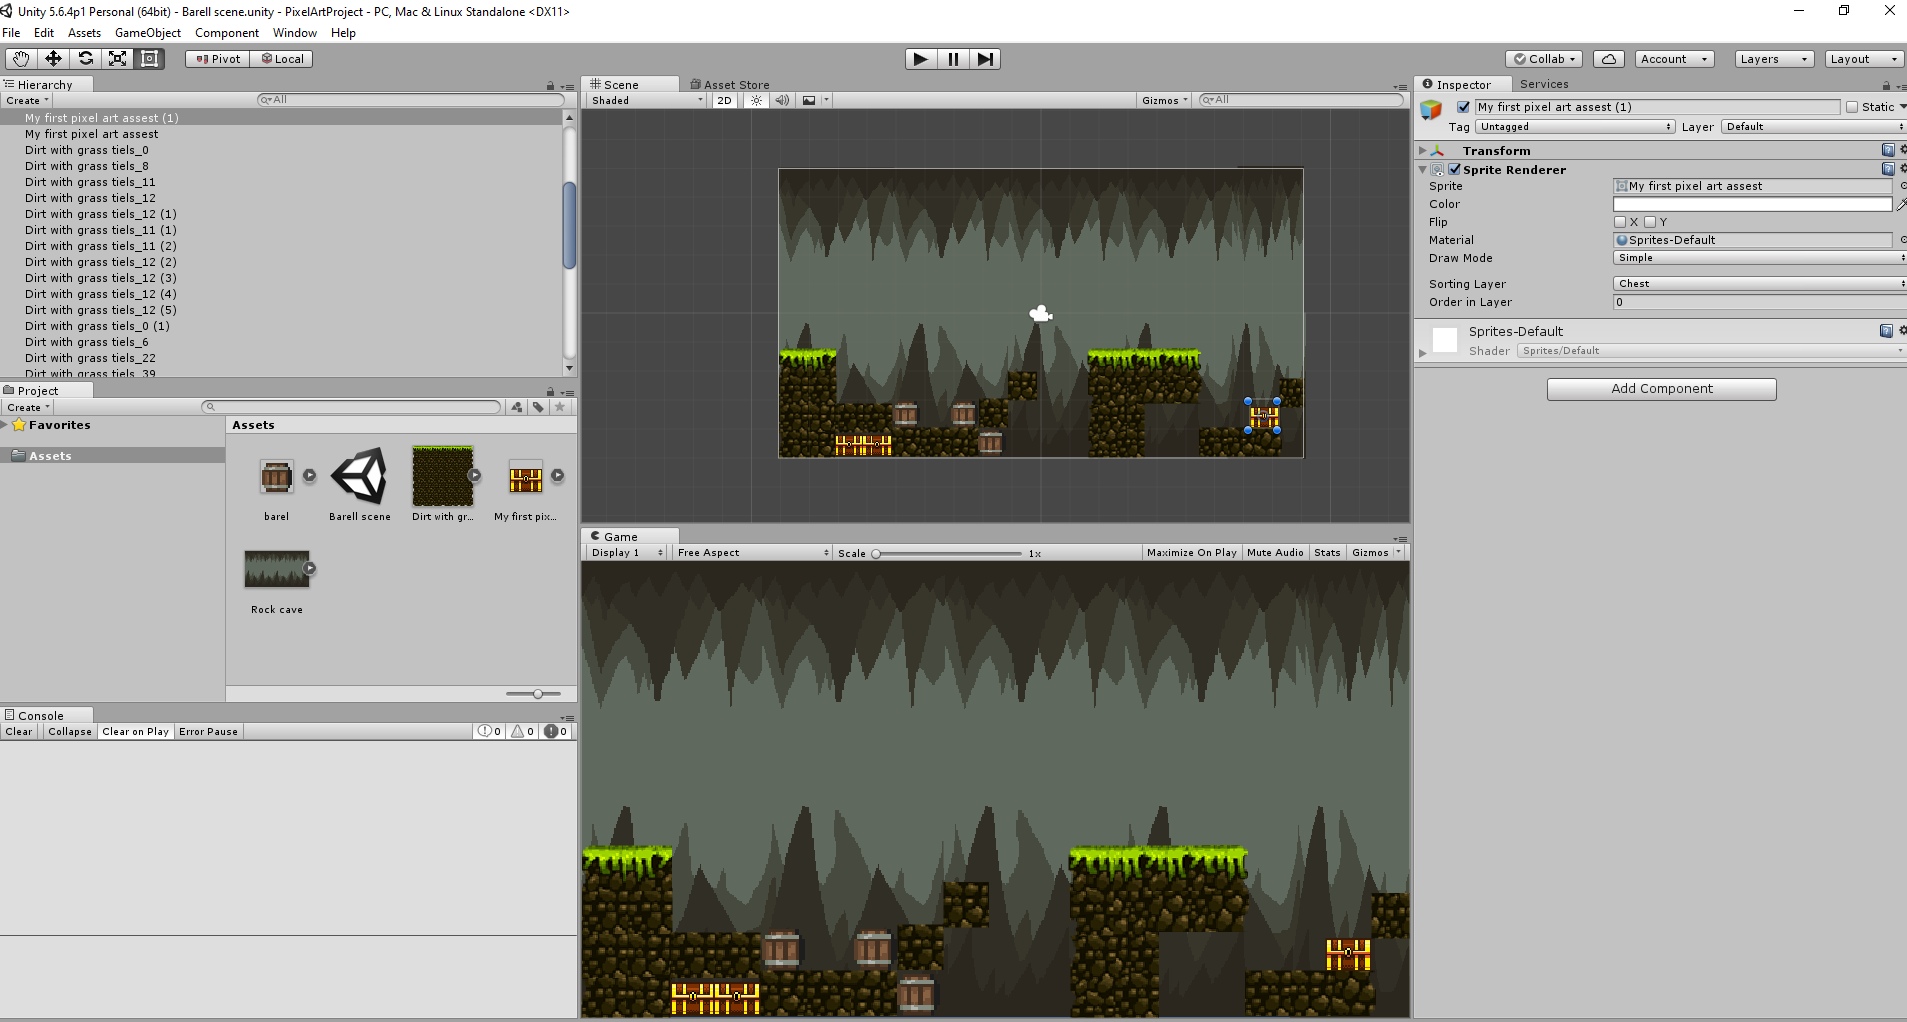 Unity 5.6.4p1 Personal (64bit) - Barell scene.unity - PixelArtProject - PC, Mac & Linux Standalone <DX11>
File Edit Assets GameObject Component Window Help
Pivot Local Collab Account Layers Layout
Hierarchy
Create All
My first pixel art assest (1)
My first pixel art assest
Dirt with grass tiels_0
Dirt with grass tiels_8
Dirt with grass tiels_11
Dirt with grass tiels_12
Dirt with grass tiels_12 (1)
Dirt with grass tiels_11 (1)
Dirt with grass tiels_11 (2)
Dirt with grass tiels_12 (2)
Dirt with grass tiels_12 (3)
Dirt with grass tiels_12 (4)
Dirt with grass tiels_12 (5)
Dirt with grass tiels_0 (1)
Dirt with grass tiels_6
Dirt with grass tiels_22
Dirt with grass tiels_39
Project
Create
Favorites
Assets
Assets
barel Barell scene Dirt with gr... My first pix...
Rock cave
Console
Clear Collapse Clear on Play Error Pause 0 0 0
Scene Asset Store
Shaded 2D Gizmos All
Game
Display 1 Free Aspect Scale 1x Maximize On Play Mute Audio Stats Gizmos
Inspector Services
My first pixel art assest (1) Static
Tag Untagged Layer Default
Transform
Sprite Renderer
Sprite My first pixel art assest
Color
Flip X Y
Material Sprites-Default
Draw Mode Simple
Sorting Layer Chest
Order in Layer 0
Sprites-Default
Shader Sprites/Default
Add Component